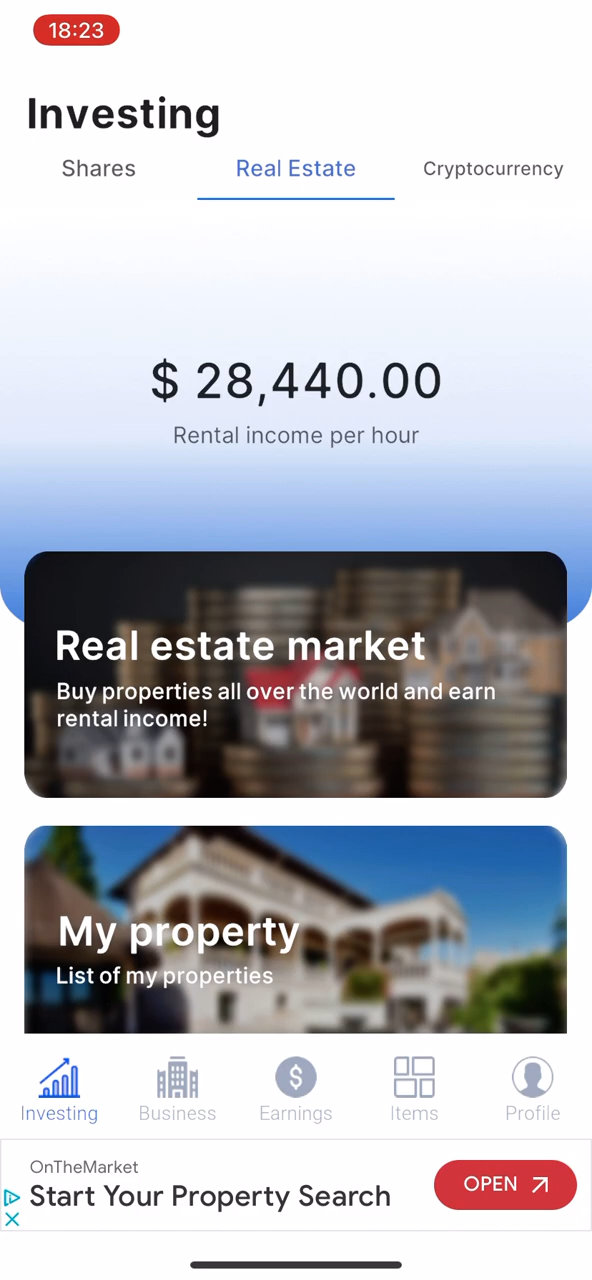 18:23
Investing
Shares
Real Estate
Cryptocurrency
$ 28,440.00
Rental income per hour
Real estate market
Buy properties all over the world and earn
rental income!
My property
List of my properties
Investing
Business
Earnings
Items
Profile
OnTheMarket
Start Your Property Search
OPEN